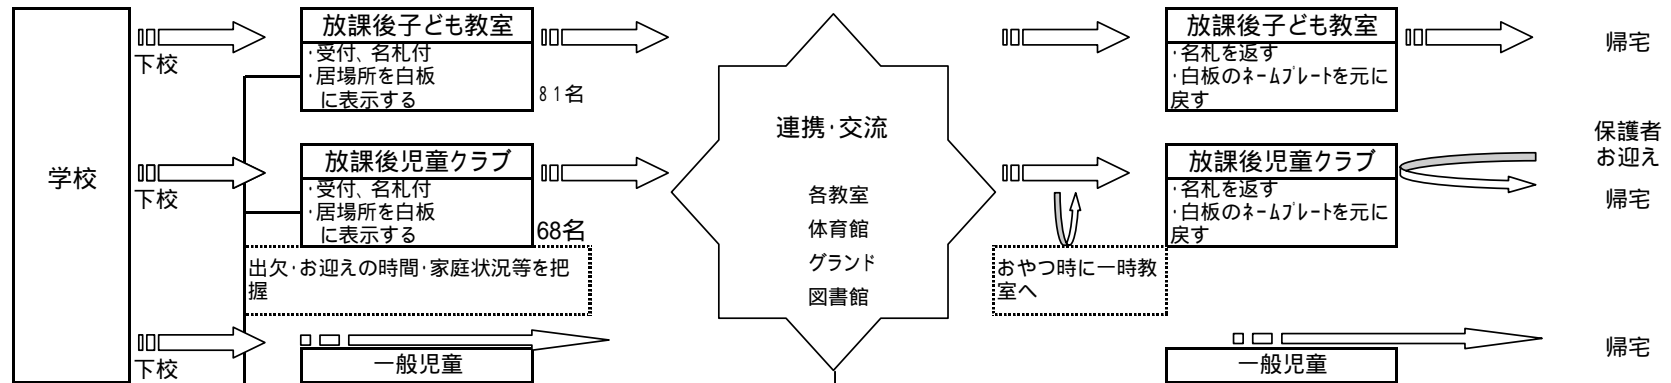 学校
下校
放課後子ども教室
・受付、名札付
・居場所を白板
に表示する
81名
下校
放課後児童クラブ
・受付、名札付
・居場所を白板
に表示する
68名
出欠・お迎えの時間・家庭状況等を把
握
下校
一般児童
連携・交流
各教室
体育館
グランド
図書館
おやつ時に一時教
室へ
放課後子ども教室
・名札を返す
・白板のﾈｰﾑﾌﾟﾚｰﾄを元に
戻す
帰宅
放課後児童クラブ
・名札を返す
・白板のﾈｰﾑﾌﾟﾚｰﾄを元に
戻す
保護者
お迎え
帰宅
一般児童
帰宅